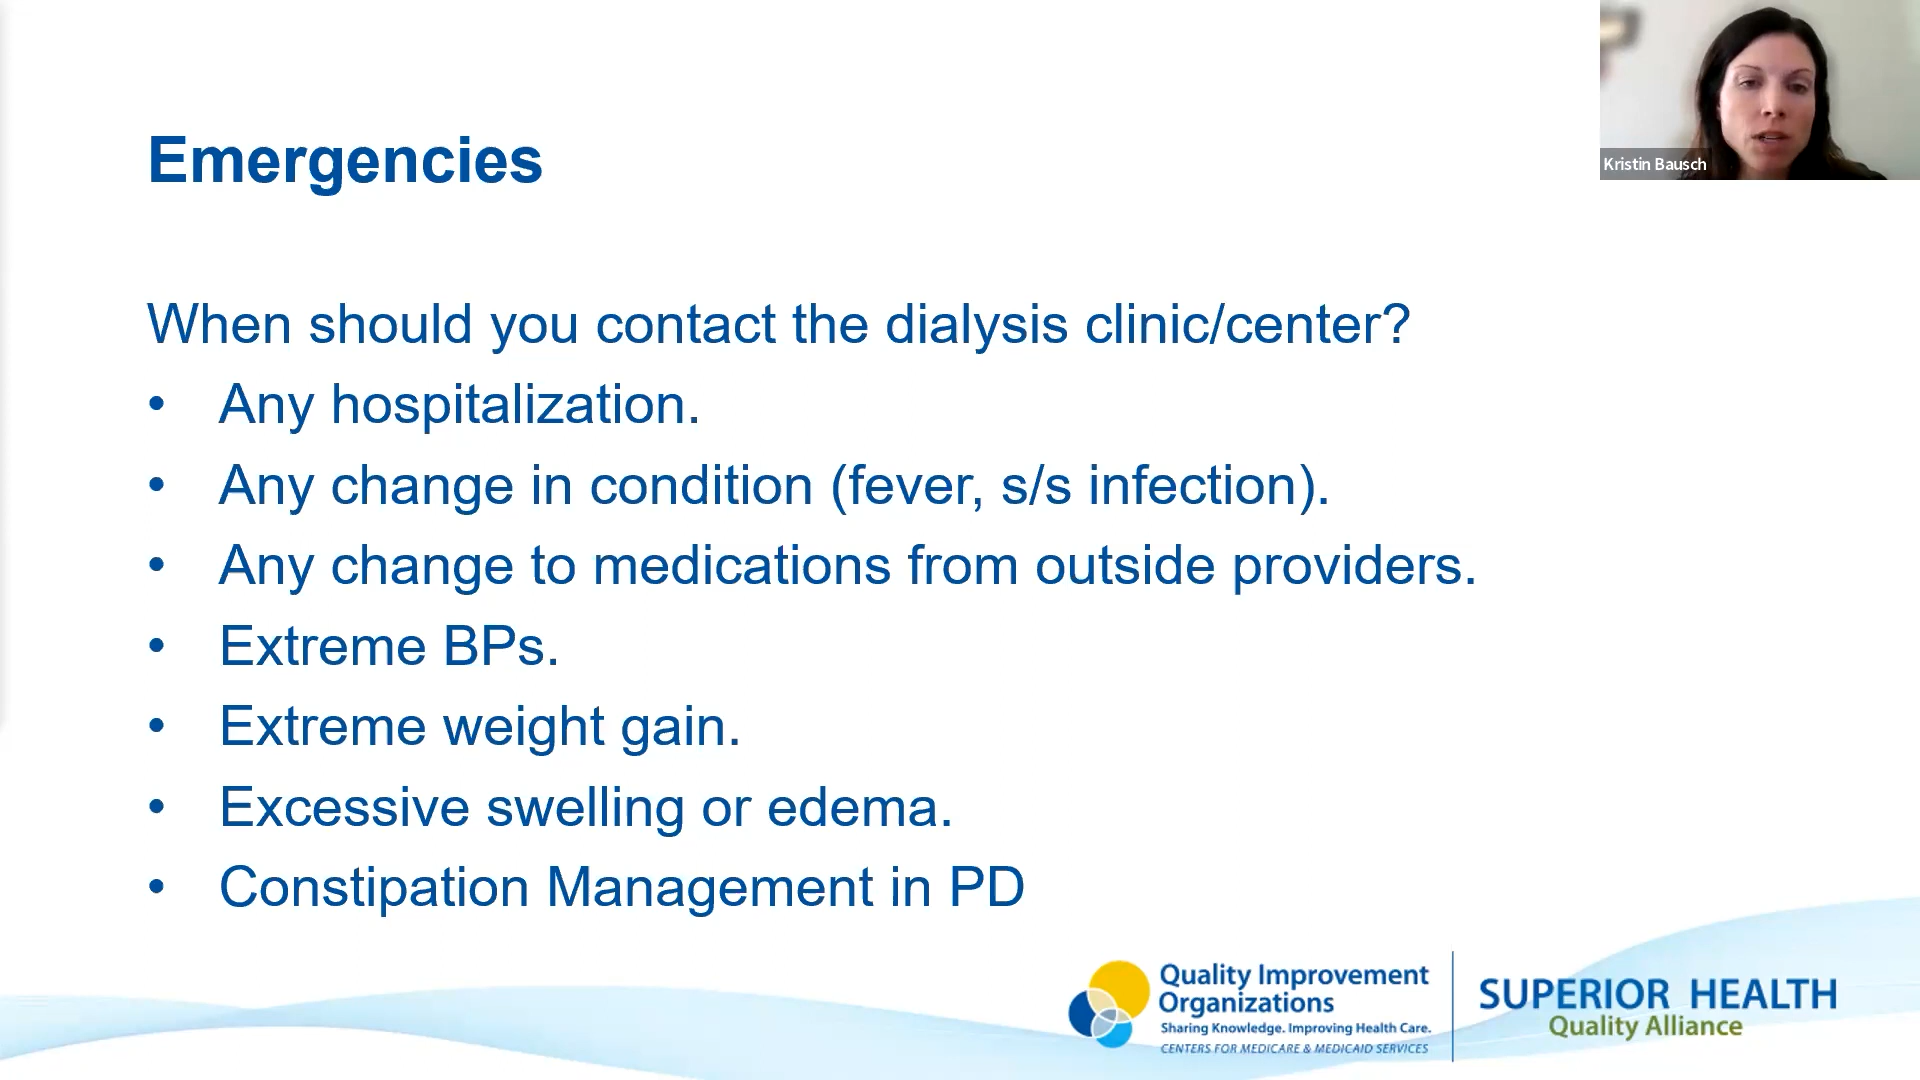 Kristin Bausch
Emergencies
When should you contact the dialysis clinic/center?
• Any hospitalization.
• Any change in condition (fever, s/s infection).
• Any change to medications from outside providers.
• Extreme BPs.
• Extreme weight gain.
• Excessive swelling or edema.
• Constipation Management in PD
Quality Improvement
Organizations
Sharing Knowledge. Improving Health Care.
CENTERS FOR MEDICARE & MEDICAID SERVICES
SUPERIOR HEALTH
Quality Alliance